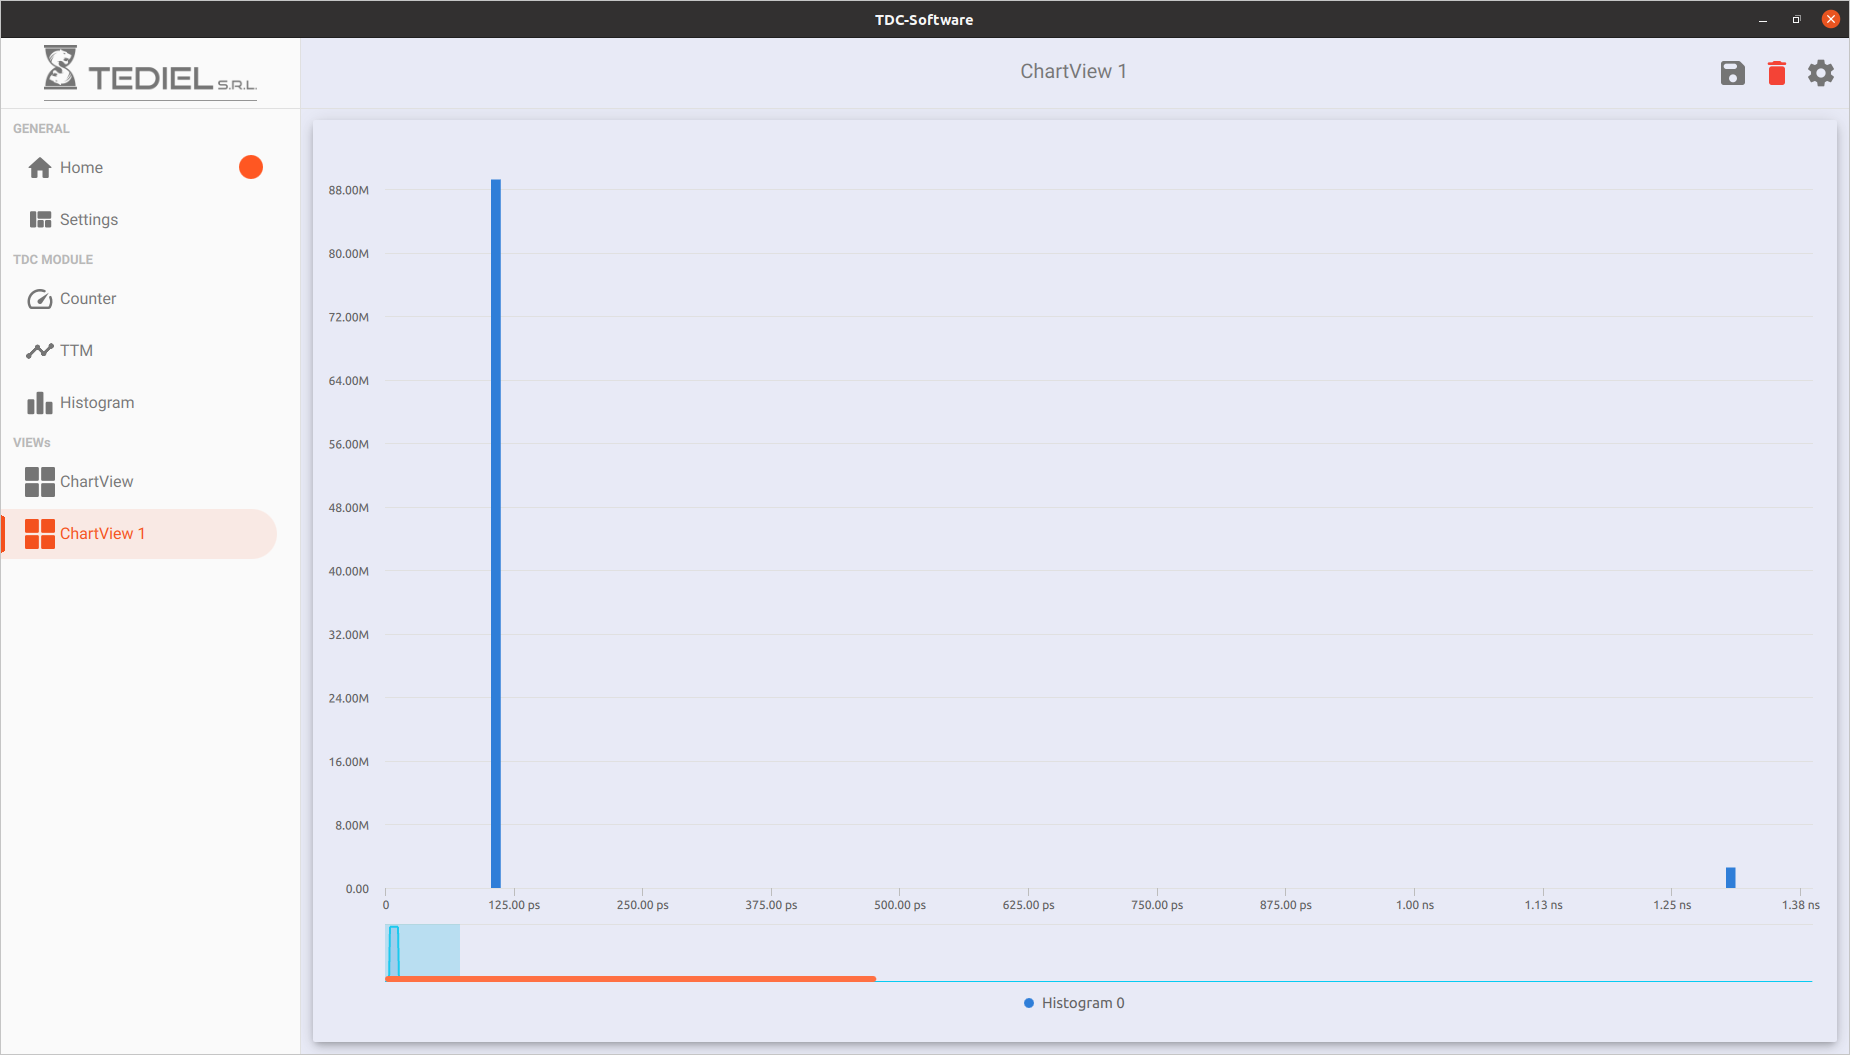 TDC-Software
TEDIEL S.R.L.
ChartView 1
GENERAL
Home
Settings
TDC MODULE
Counter
TTM
Histogram
VIEWs
ChartView
ChartView 1
88.00M
80.00M
72.00M
64.00M
56.00M
48.00M
40.00M
32.00M
24.00M
16.00M
8.00M
0.00
0 125.00 ps 250.00 ps 375.00 ps 500.00 ps 625.00 ps 750.00 ps 875.00 ps 1.00 ns 1.13 ns 1.25 ns 1.38 ns
Histogram 0